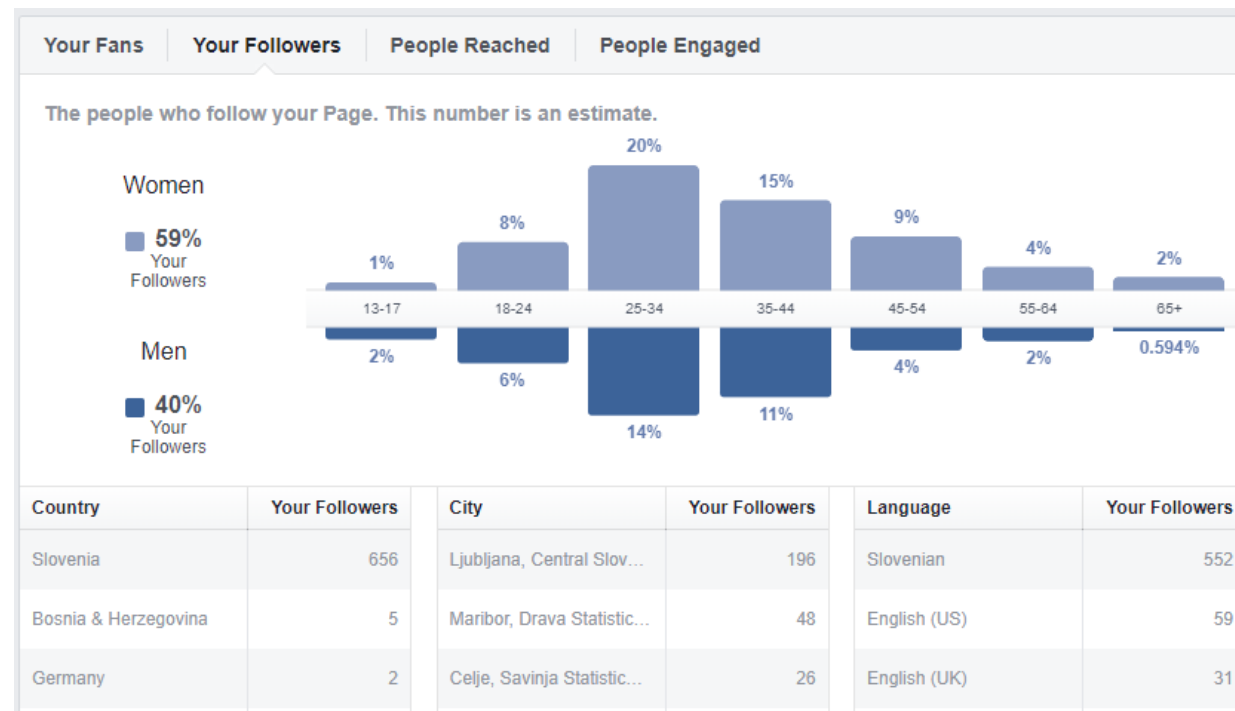 Your Fans Your Followers People Reached People Engaged
The people who follow your Page. This number is an estimate.
Women
59%
Your
Followers
1% 8% 20% 15% 9% 4% 2%
13-17 18-24 25-34 35-44 45-54 55-64 65+
2% 6% 14% 11% 4% 2% 0.594%
Men
40%
Your
Followers
Country Your Followers City Your Followers Language Your Followers
Slovenia 656 Ljubljana, Central Slov... 196 Slovenian 552
Bosnia & Herzegovina 5 Maribor, Drava Statistic... 48 English (US) 59
Germany 2 Celje, Savinja Statistic... 26 English (UK) 31